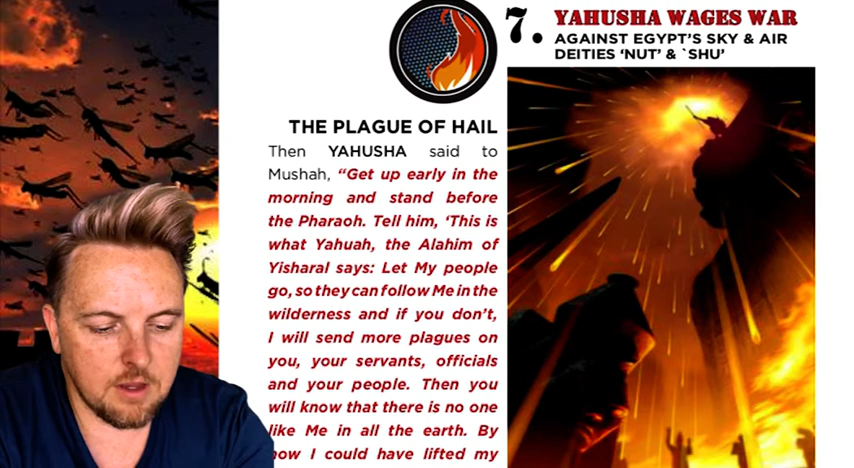 THE PLAGUE OF HAIL
Then YAHUSHA said to
Mushah, “Get up early in the
morning and stand before
the Pharaoh. Tell him, ‘This is
what Yahuah, the Alahim of
Yisharal says: Let My people
go, so they can follow Me in the
wilderness and if you don’t,
I will send more plagues on
you, your servants, officials
and your people. Then you
will know that there is no one
like Me in all the earth. By
now I could have lifted my
7. YAHUSHA WAGES WAR
AGAINST EGYPT’S SKY & AIR
DEITIES ‘NUT’ & `SHU’